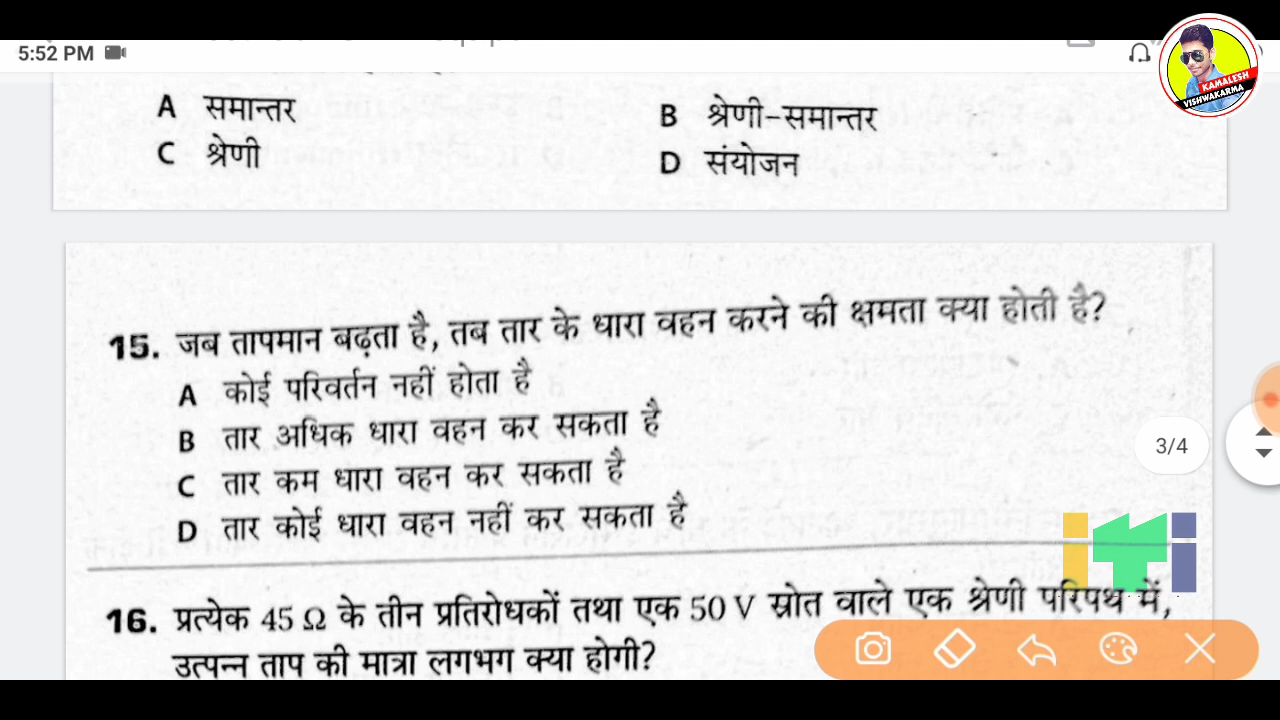 5:52 PM
KAMALESH
VISHWAKARMA
A समान्तर
B श्रेणी-समान्तर
C श्रेणी
D संयोजन
15. जब तापमान बढ़ता है, तब तार के धारा वहन करने की क्षमता क्या होती है?
A कोई परिवर्तन नहीं होता है
B तार अधिक धारा वहन कर सकता है
C तार कम धारा वहन कर सकता है
D तार कोई धारा वहन नहीं कर सकता है
3/4
iTi
16. प्रत्येक 45 Ω के तीन प्रतिरोधकों तथा एक 50 V स्रोत वाले एक श्रेणी परिपथ में,
उत्पन्न ताप की मात्रा लगभग क्या होगी?